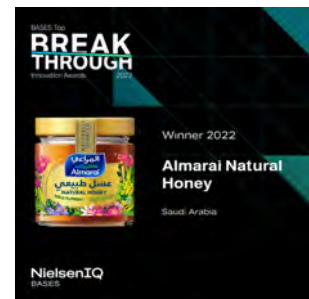 BASES Top
BREAK
THROUGH
Innovation Awards 2022
Winner 2022
Almarai Natural
Honey
Saudi Arabia
المراعي
Almarai
عسل طبيعي
NATURAL HONEY
NielsenIQ
BASES